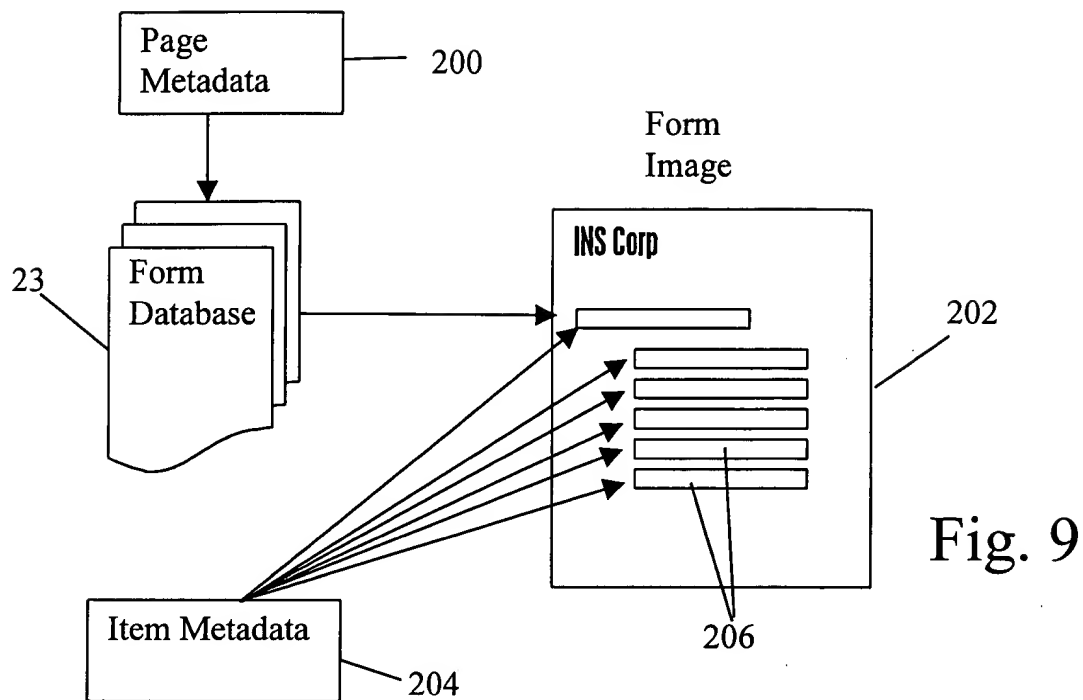 Page
Metadata
200
Form
Image
23
Form
Database
INS Corp
202
Fig. 9
206
Item Metadata
204